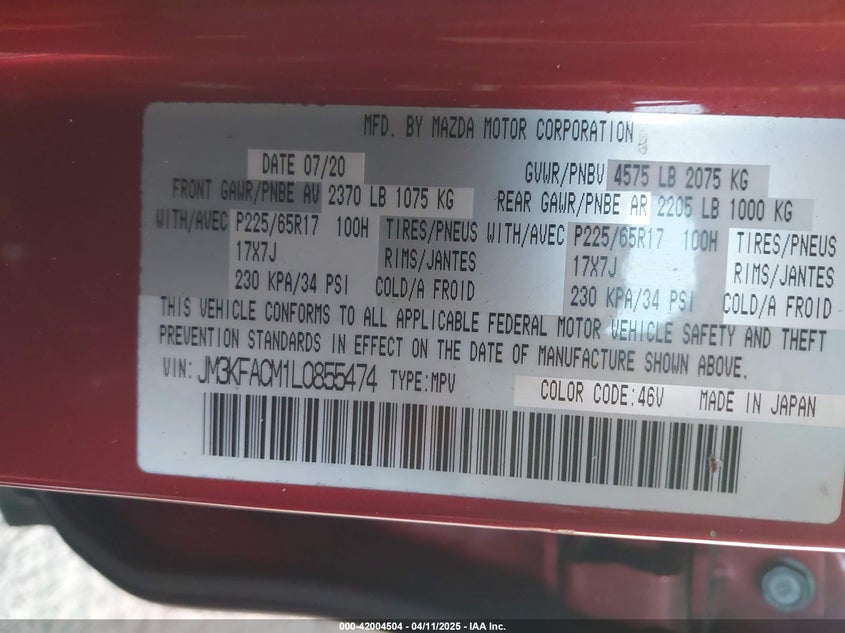 MFD. BY MAZDA MOTOR CORPORATION
DATE 07/20 GVWR/PNBV 4575 LB 2075 KG
FRONT GAWR/PNBE AV 2370 LB 1075 KG REAR GAWR/PNBE AR 2205 LB 1000 KG
WITH/AVEC P225/65R17 100H TIRES/PNEUS WITH/AVEC P225/65R17 100H TIRES/PNEUS
17X7J RIMS/JANTES 17X7J RIMS/JANTES
230 KPA/34 PSI COLD/A FROID 230 KPA/34 PSI COLD/A FROID
THIS VEHICLE CONFORMS TO ALL APPLICABLE FEDERAL MOTOR VEHICLE SAFETY AND THEFT
PREVENTION STANDARDS IN EFFECT ON THE DATE OF MANUFACTURE SHOWN ABOVE.
VIN: JM3KFACM1L0855474 TYPE:MPV COLOR CODE:46V MADE IN JAPAN
000-42004504 - 04/11/2025 - IAA Inc.